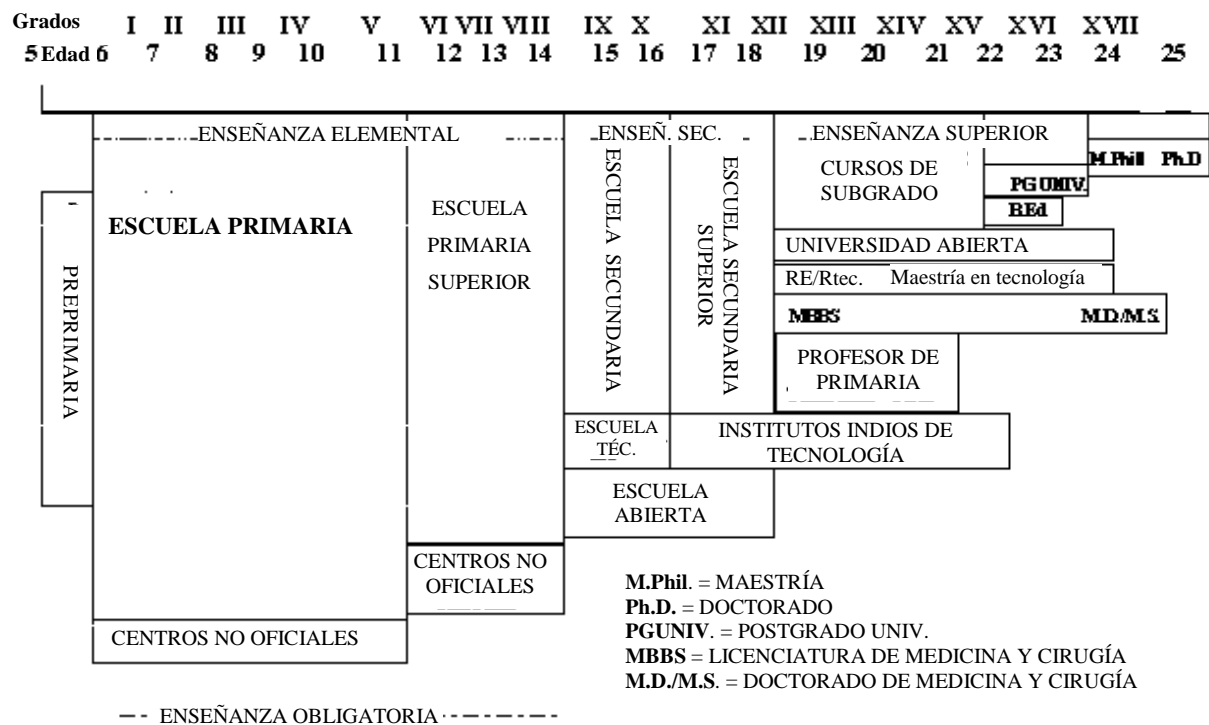 Grados I II III IV V VI VII VIII IX X XI XII XIII XIV XV XVI XVII
5 Edad 6 7 8 9 10 11 12 13 14 15 16 17 18 19 20 21 22 23 24 25
ENSEÑANZA ELEMENTAL
ENSEÑ. SEC.
ENSEÑANZA SUPERIOR
PREPRIMARIA
ESCUELA PRIMARIA
ESCUELA
PRIMARIA
SUPERIOR
ESCUELA SECUNDARIA
ESCUELA SECUNDARIA
SUPERIOR
CURSOS DE
SUBGRADO
M.Phill Ph.D
PG UNIV.
B.Ed
UNIVERSIDAD ABIERTA
RE/Rtec. Maestría en tecnología
MBBS M.D./M.S.
PROFESOR DE
PRIMARIA
ESCUELA
TÉC.
INSTITUTOS INDIOS DE
TECNOLOGÍA
ESCUELA
ABIERTA
CENTROS NO
OFICIALES
CENTROS NO OFICIALES
M.Phil. = MAESTRÍA
Ph.D. = DOCTORADO
PGUNIV. = POSTGRADO UNIV.
MBBS = LICENCIATURA DE MEDICINA Y CIRUGÍA
M.D./M.S. = DOCTORADO DE MEDICINA Y CIRUGÍA
ENSEÑANZA OBLIGATORIA